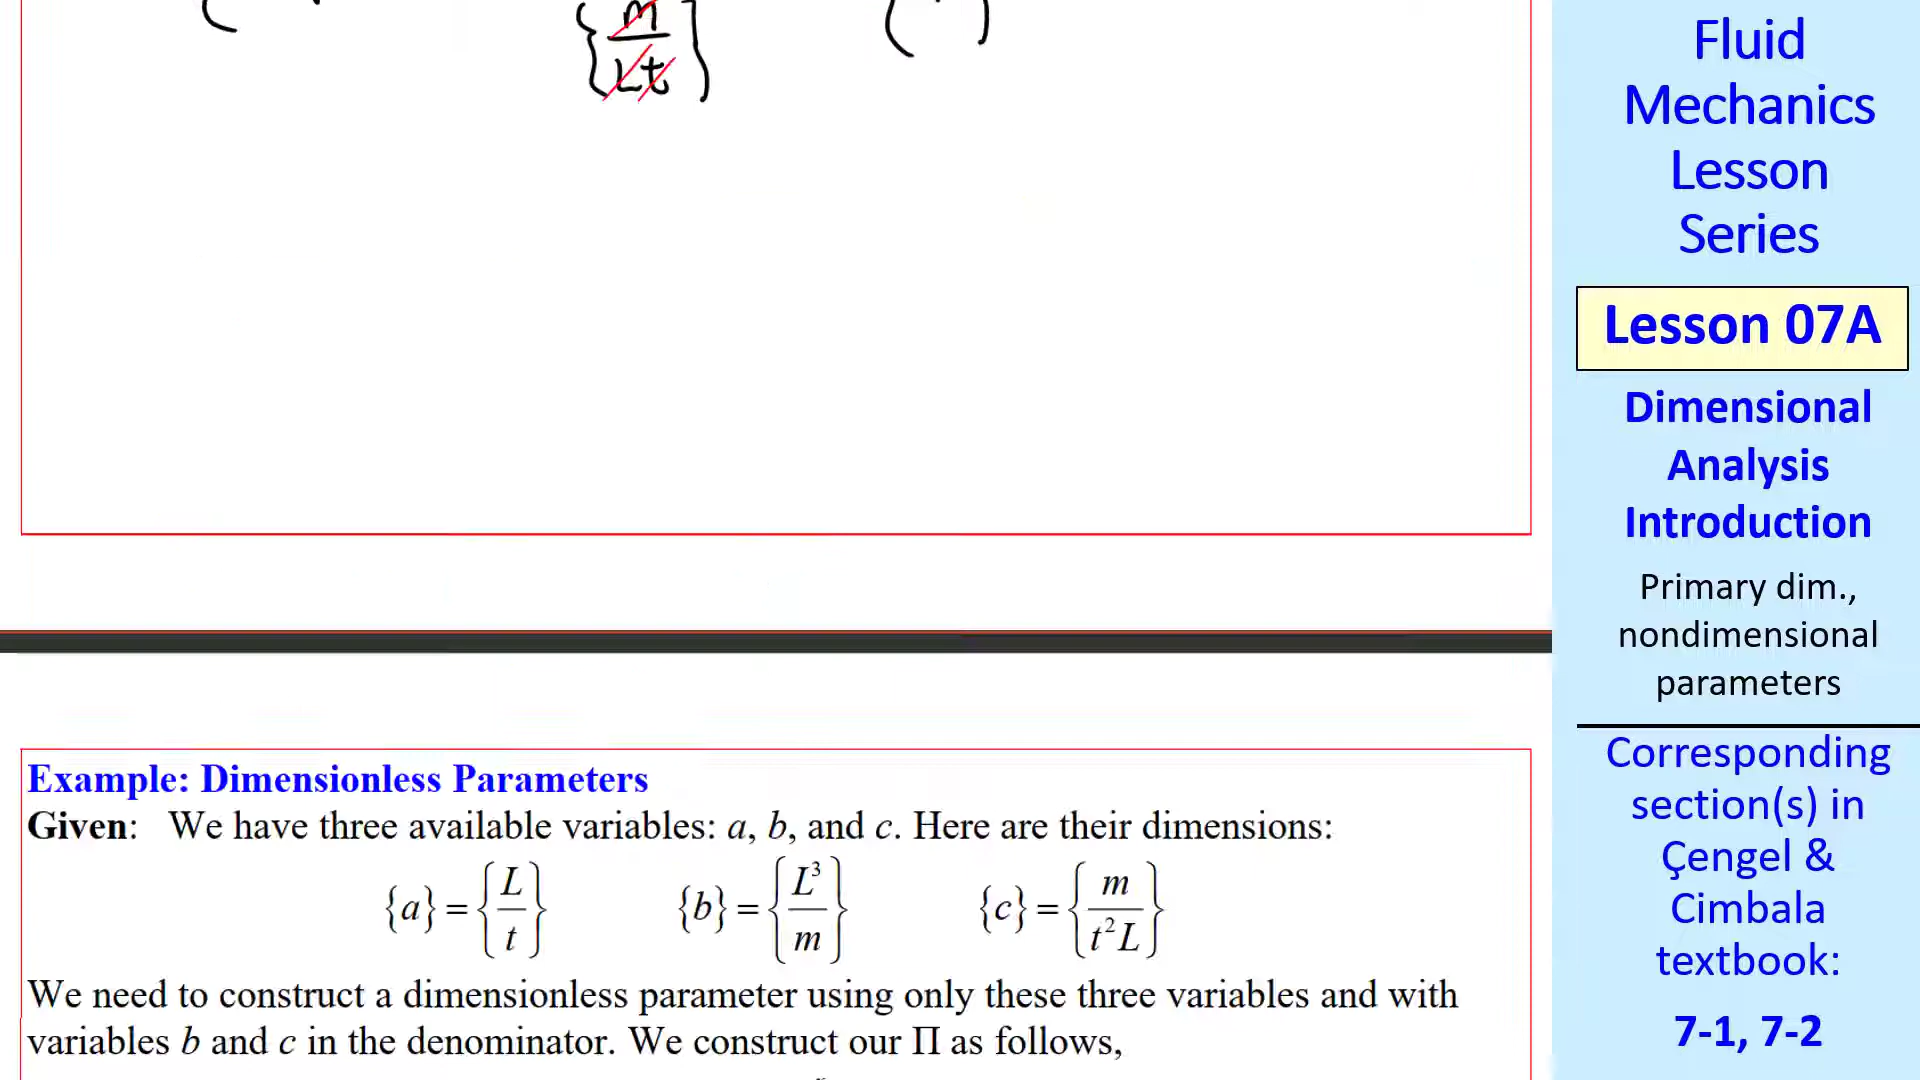 m
Lt
Example: Dimensionless Parameters
Given: We have three available variables: a, b, and c. Here are their dimensions:
{a} = {L/t} {b} = {L³/m} {c} = {m/t²L}
We need to construct a dimensionless parameter using only these three variables and with
variables b and c in the denominator. We construct our Π as follows,
Fluid
Mechanics
Lesson
Series
Lesson 07A
Dimensional
Analysis
Introduction
Primary dim.,
nondimensional
parameters
Corresponding
section(s) in
Çengel &
Cimbala
textbook:
7-1, 7-2